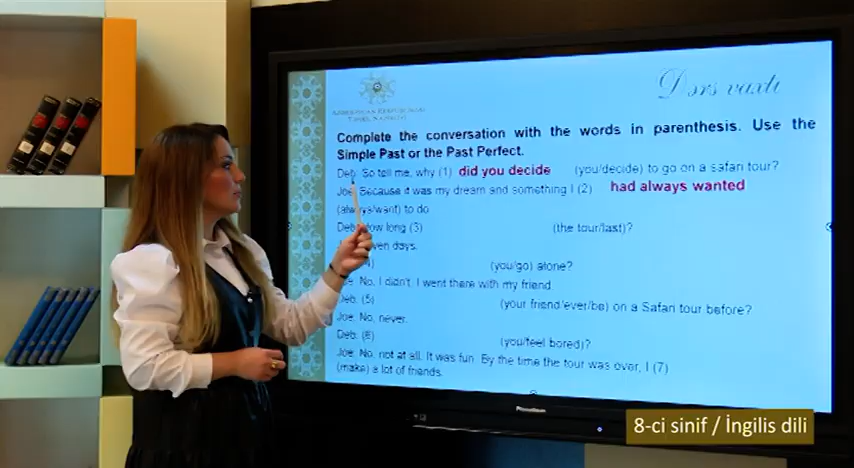 Dərs vaxtı
Complete the conversation with the words in parenthesis. Use the
Simple Past or the Past Perfect.
Deb: So tell me, why (1) did you decide (you/decide) to go on a safari tour?
Joe: Because it was my dream and something I (2) had always wanted
(always/want) to do
Deb: How long (3) (the tour/last)?
ven days.
(you/go) alone?
No, I didn't. I went there with my friend.
Deb: (5) (your friend/ever/be) on a Safari tour before?
Joe: No, never.
Deb: (6) (you/feel bored)?
Joe: No, not at all. It was fun. By the time the tour was over, I (7)
(make) a lot of friends.
8-ci sinif / İngilis dili